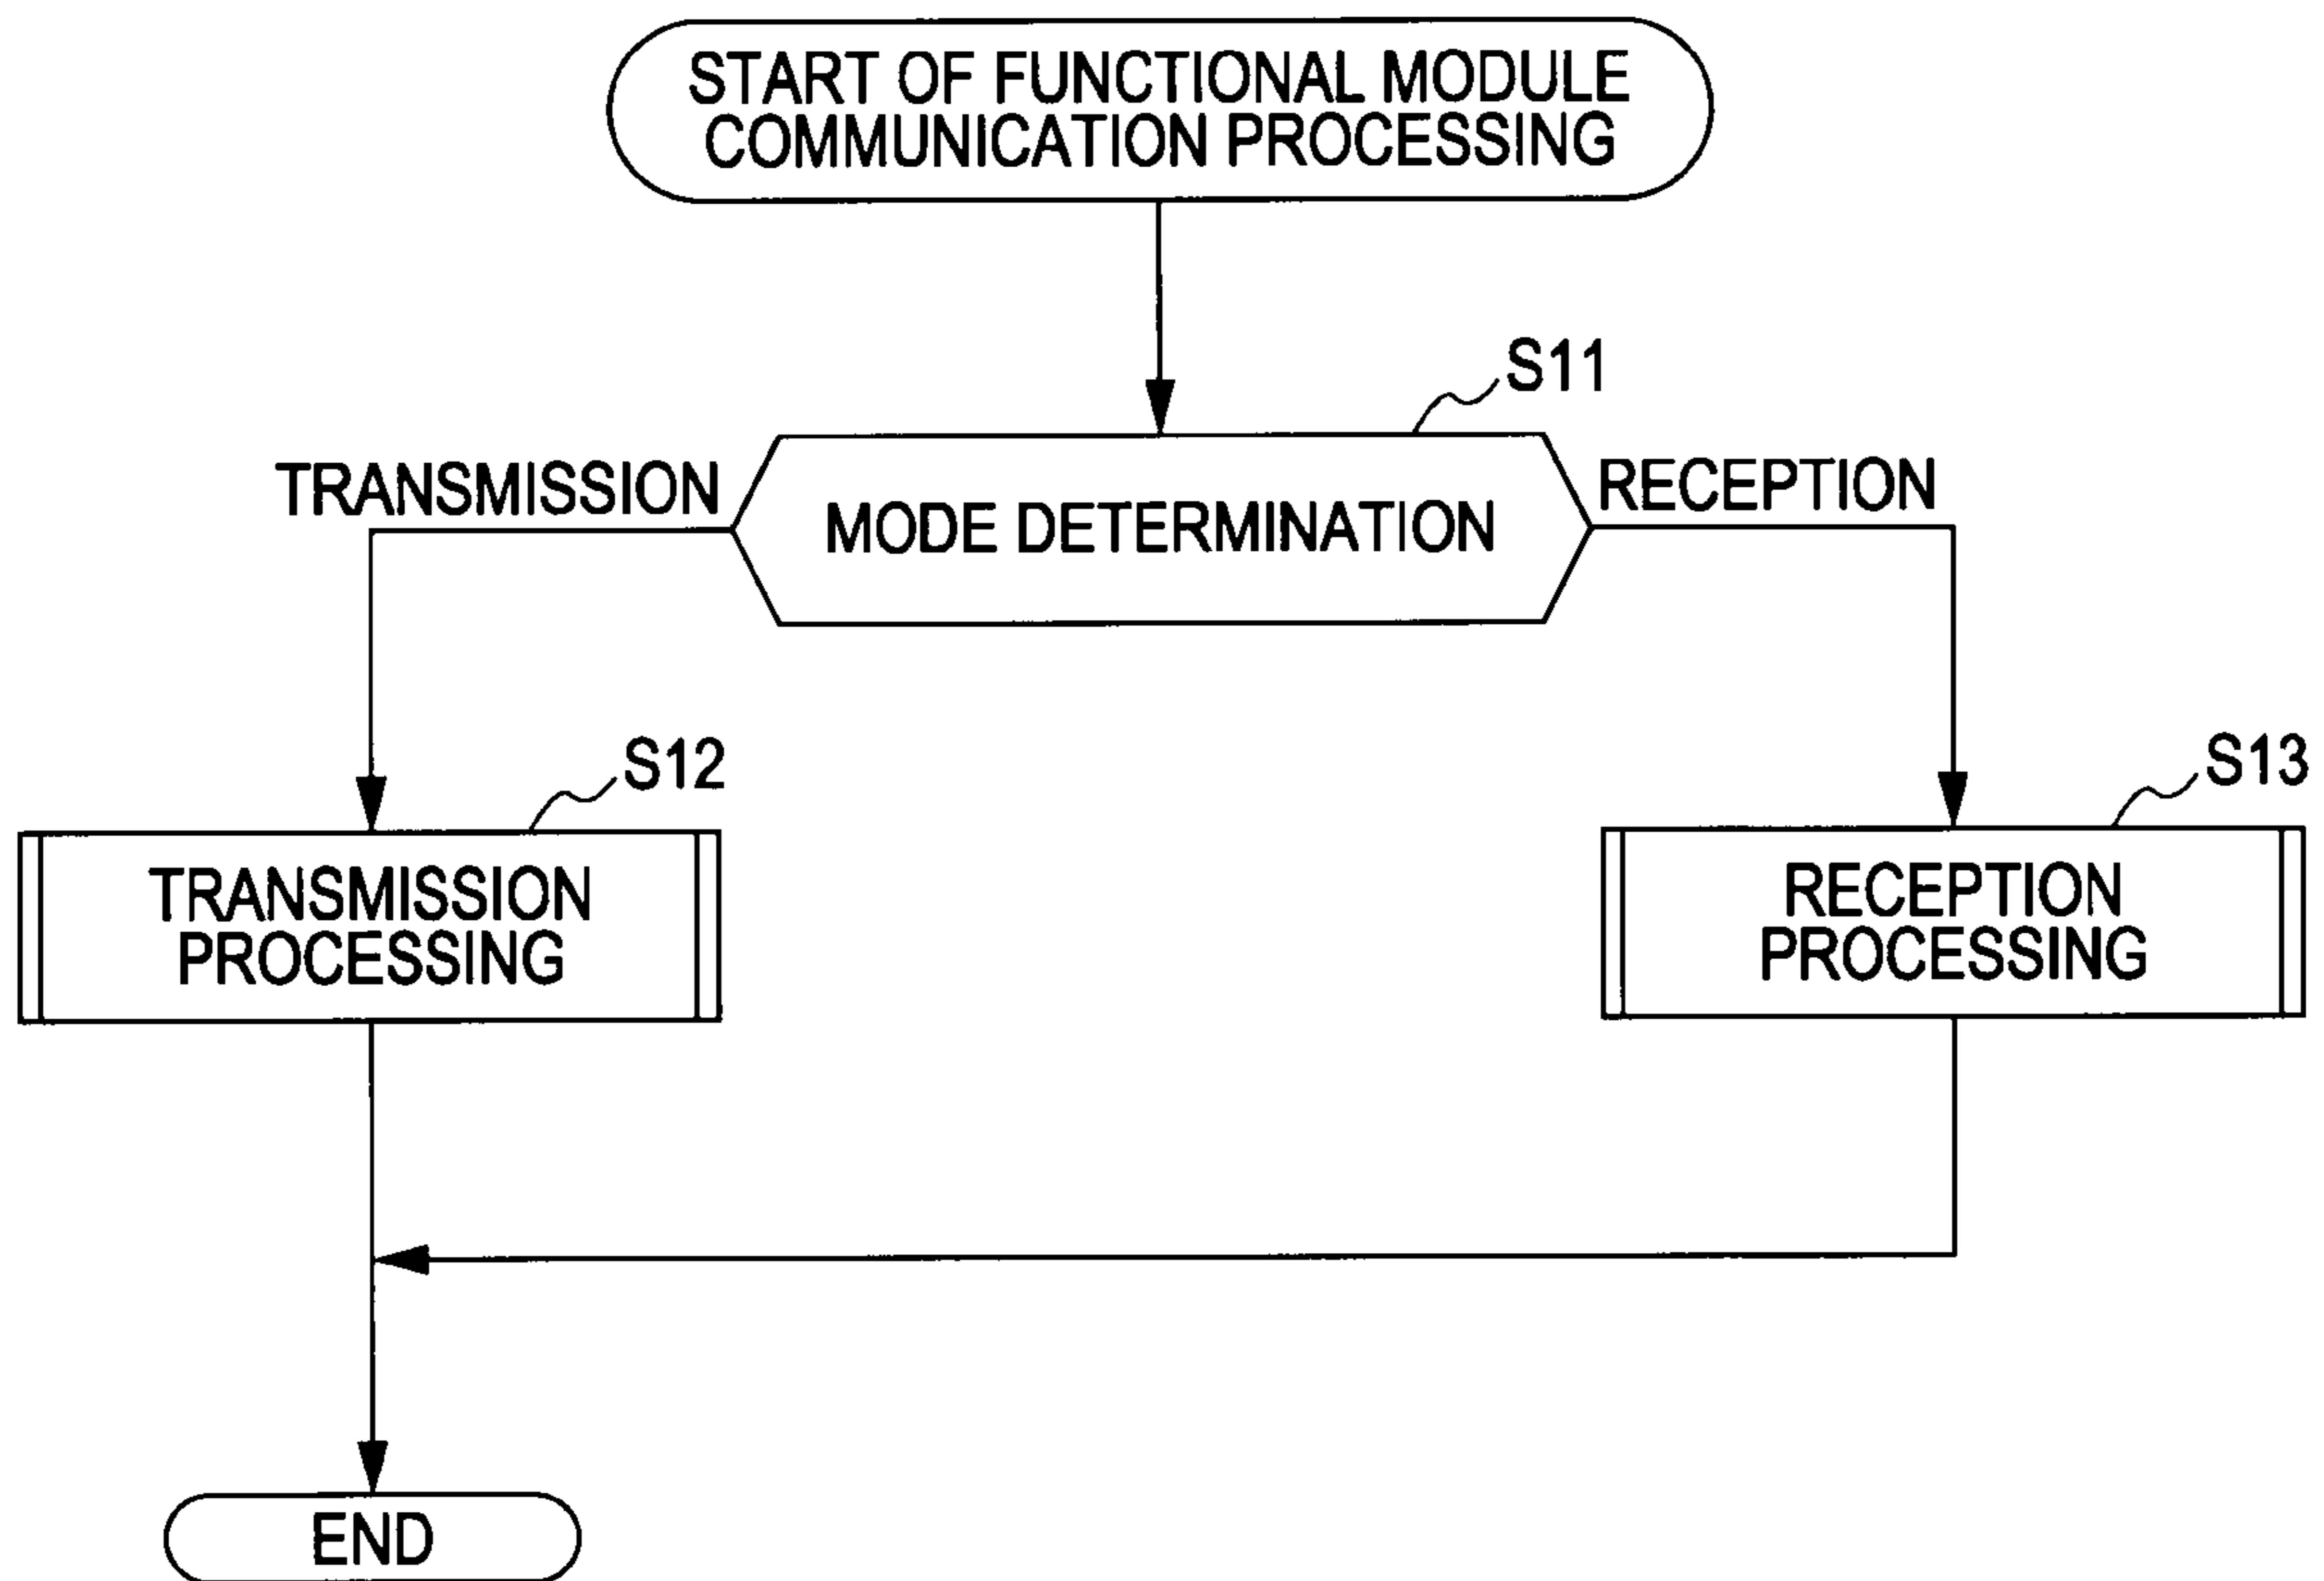 START OF FUNCTIONAL MODULE
COMMUNICATION PROCESSING
S11
TRANSMISSION
MODE DETERMINATION
RECEPTION
S12
S13
TRANSMISSION
PROCESSING
RECEPTION
PROCESSING
END